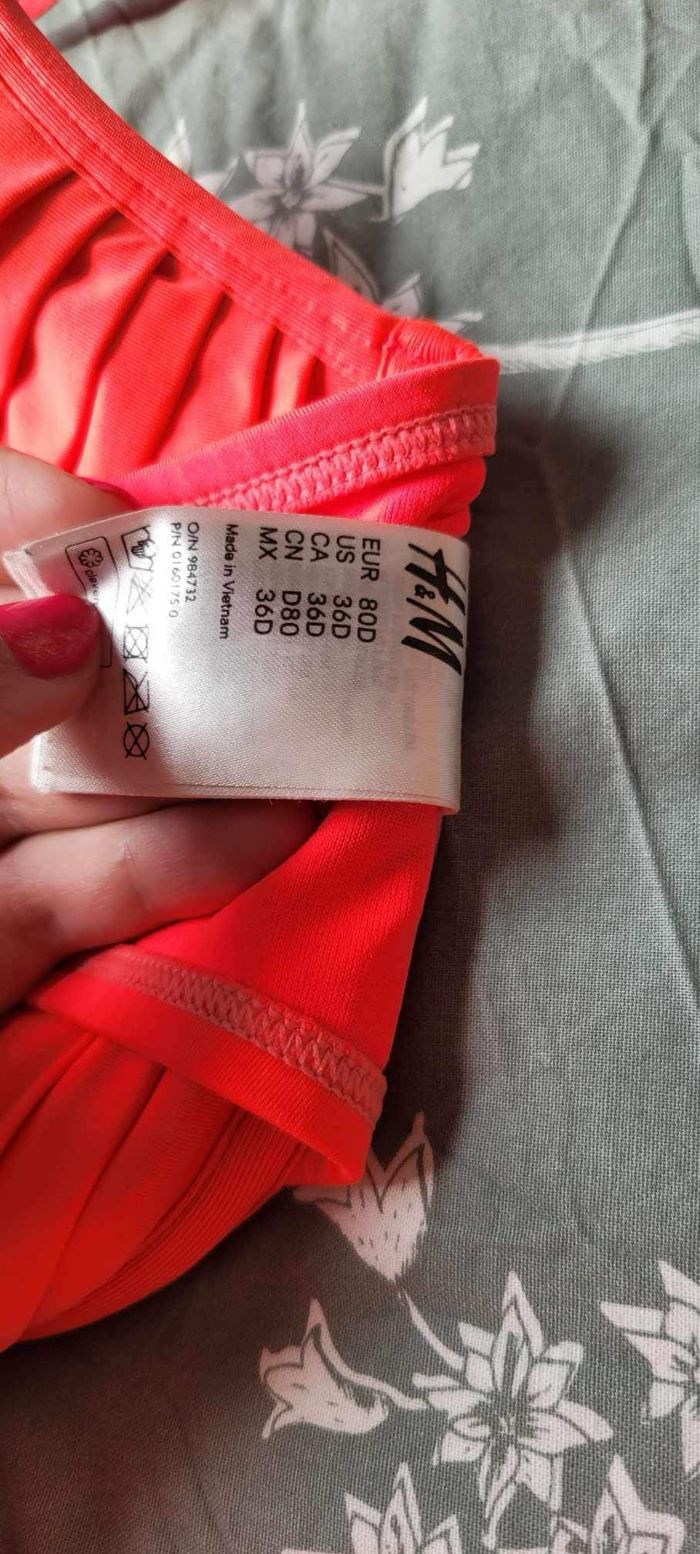 H&M
EUR 80D
US 36D
CA 36D
CN D80
MX 36D
Made in Vietnam
O/N 984732
P/N 0160175 0